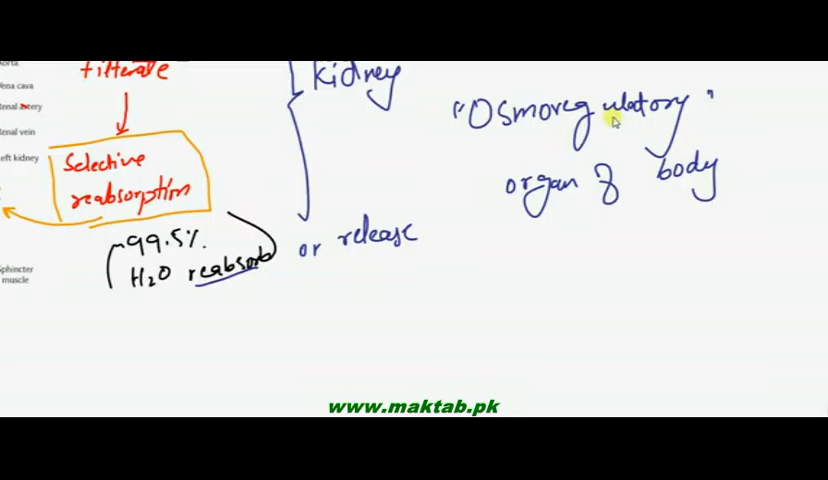 Aorta
Vena cava
Renal artery
Renal vein
Left kidney
Sphincter
muscle
filterate
Selective
reabsorption
99.5%
H2O reabsorb
kidney
or release
"Osmoregulatory"
organ of body
www.maktab.pk